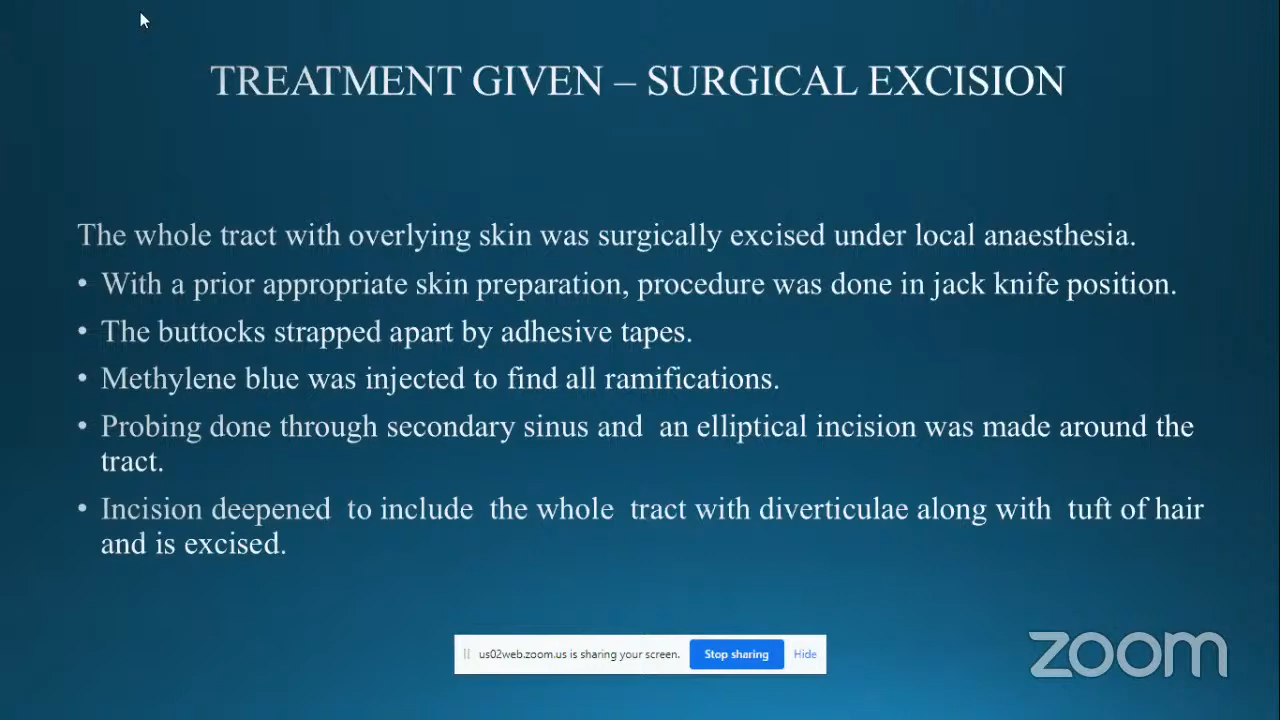 TREATMENT GIVEN – SURGICAL EXCISION
The whole tract with overlying skin was surgically excised under local anaesthesia.
• With a prior appropriate skin preparation, procedure was done in jack knife position.
• The buttocks strapped apart by adhesive tapes.
• Methylene blue was injected to find all ramifications.
• Probing done through secondary sinus and an elliptical incision was made around the
tract.
• Incision deepened to include the whole tract with diverticulae along with tuft of hair
and is excised.
us02web.zoom.us is sharing your screen. Stop sharing Hide
zoom